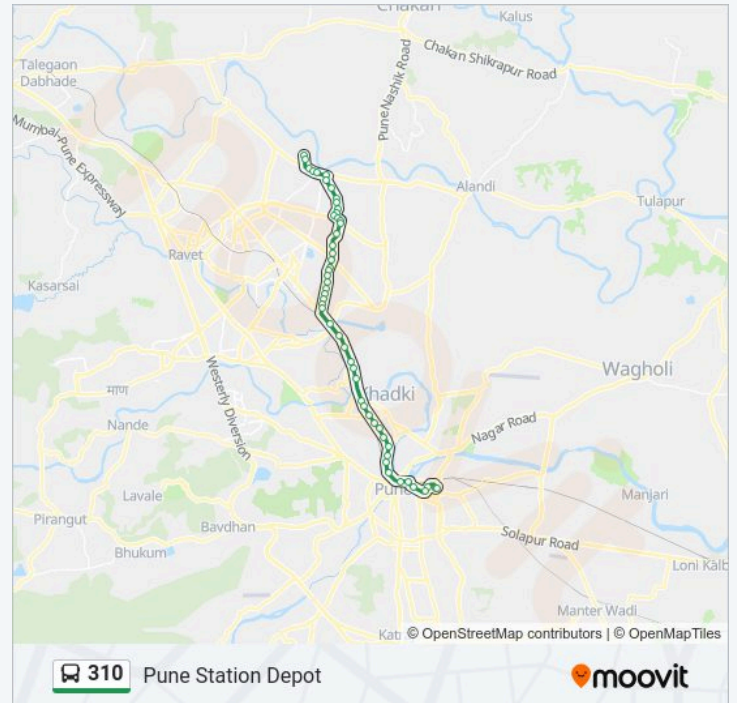 Chakan
Kalus
Chakan Shikrapur Road
Talegaon
Dabhade
Pune Nashik Road
Mumbai-Pune Expressway
Alandi
Tulapur
Ravet
Kasarsai
Westerly Diversion
माण
Khadki
Wagholi
Nande
Nagar Road
Lavale
Pune
Manjari
Pirangut
Bavdhan
Solapur Road
Bhukum
Loni Kalb
Manter Wadi
Kat
© OpenStreetMap contributors | © OpenMapTiles
310 Pune Station Depot
moovit